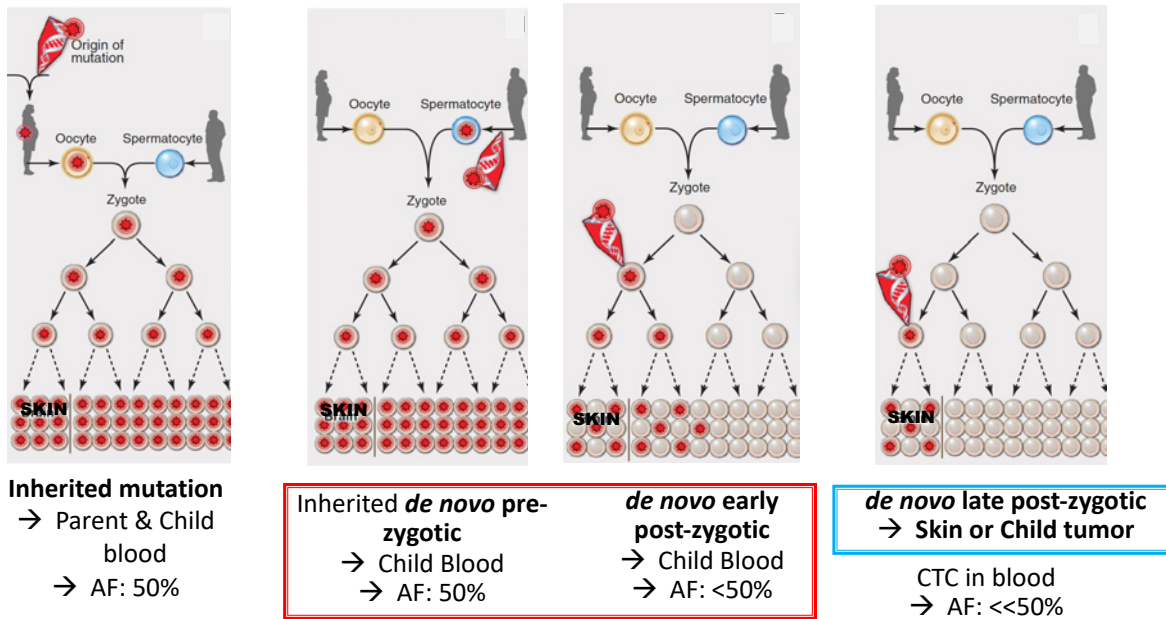 Origin of
mutation
Oocyte
Spermatocyte
Zygote
SKIN
Inherited mutation
→ Parent & Child
blood
→ AF: 50%
Oocyte
Spermatocyte
Zygote
SKIN
Inherited de novo pre-
zygotic
→ Child Blood
→ AF: 50%
Oocyte
Spermatocyte
Zygote
SKIN
de novo early
post-zygotic
→ Child Blood
→ AF: <50%
Oocyte
Spermatocyte
Zygote
SKIN
de novo late post-zygotic
→ Skin or Child tumor
CTC in blood
→ AF: <<50%